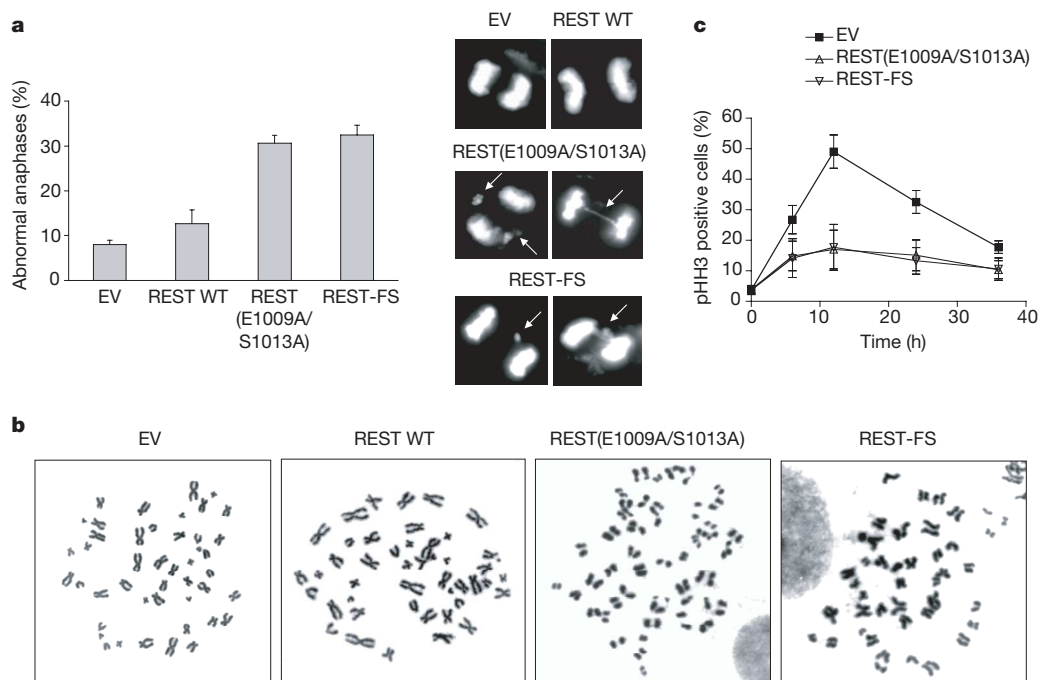 a
Abnormal anaphases (%)
40
30
20
10
0
EV
REST WT
REST
(E1009A/
S1013A)
REST-FS
EV
REST WT
REST(E1009A/S1013A)
REST-FS
c
EV
REST(E1009A/S1013A)
REST-FS
pHH3 positive cells (%)
60
50
40
30
20
10
0
0
10
20
30
40
Time (h)
b
EV
REST WT
REST(E1009A/S1013A)
REST-FS